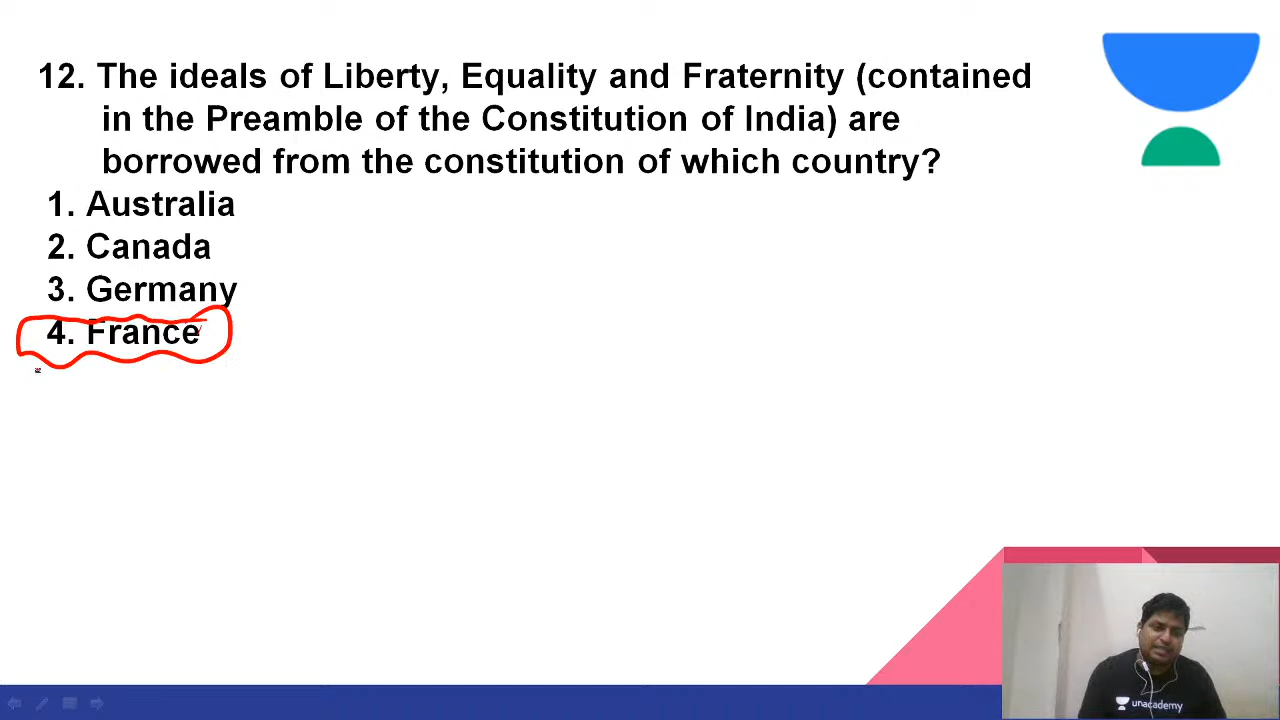 12. The ideals of Liberty, Equality and Fraternity (contained
in the Preamble of the Constitution of India) are
borrowed from the constitution of which country?
1. Australia
2. Canada
3. Germany
4. France
unacademy